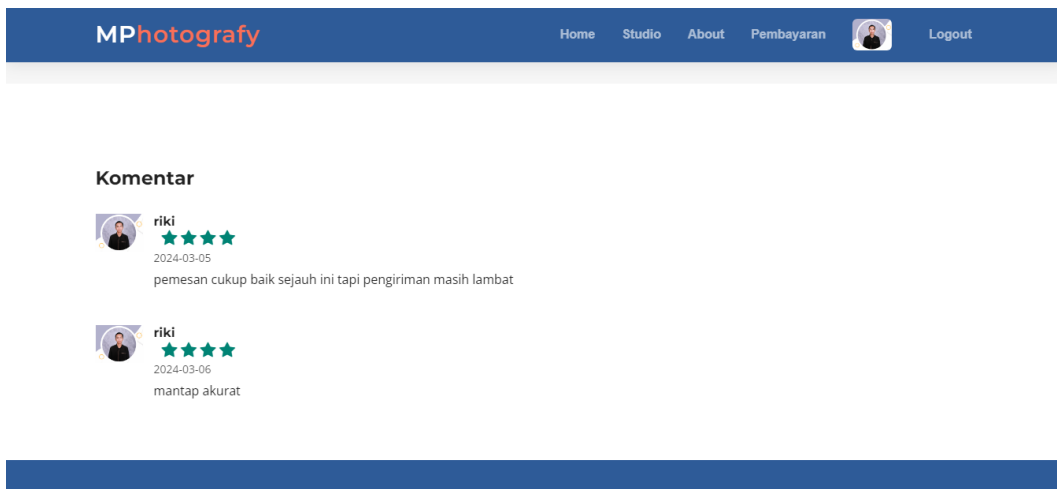 MPhotografy
Home Studio About Pembayaran Logout
Komentar
riki
2024-03-05
pemesan cukup baik sejauh ini tapi pengiriman masih lambat
riki
2024-03-06
mantap akurat